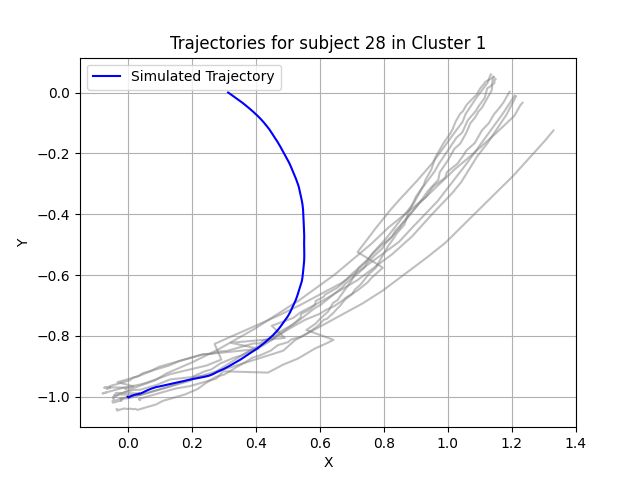 Trajectories for subject 28 in Cluster 1
Simulated Trajectory
0.0
−0.2
−0.4
−0.6
−0.8
−1.0
Y
0.0 0.2 0.4 0.6 0.8 1.0 1.2 1.4
X